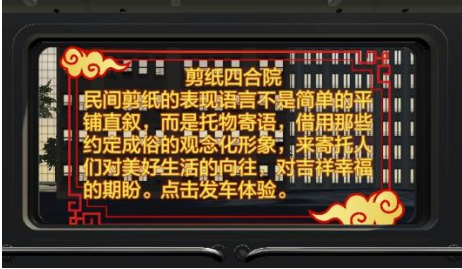 剪纸四合院
民间剪纸的表现语言不是简单的平
铺直叙，而是托物寄语，借用那些
约定成俗的观念化形象，来寄托人
们对美好生活的向往，对吉祥幸福
的期盼。点击发车体验。